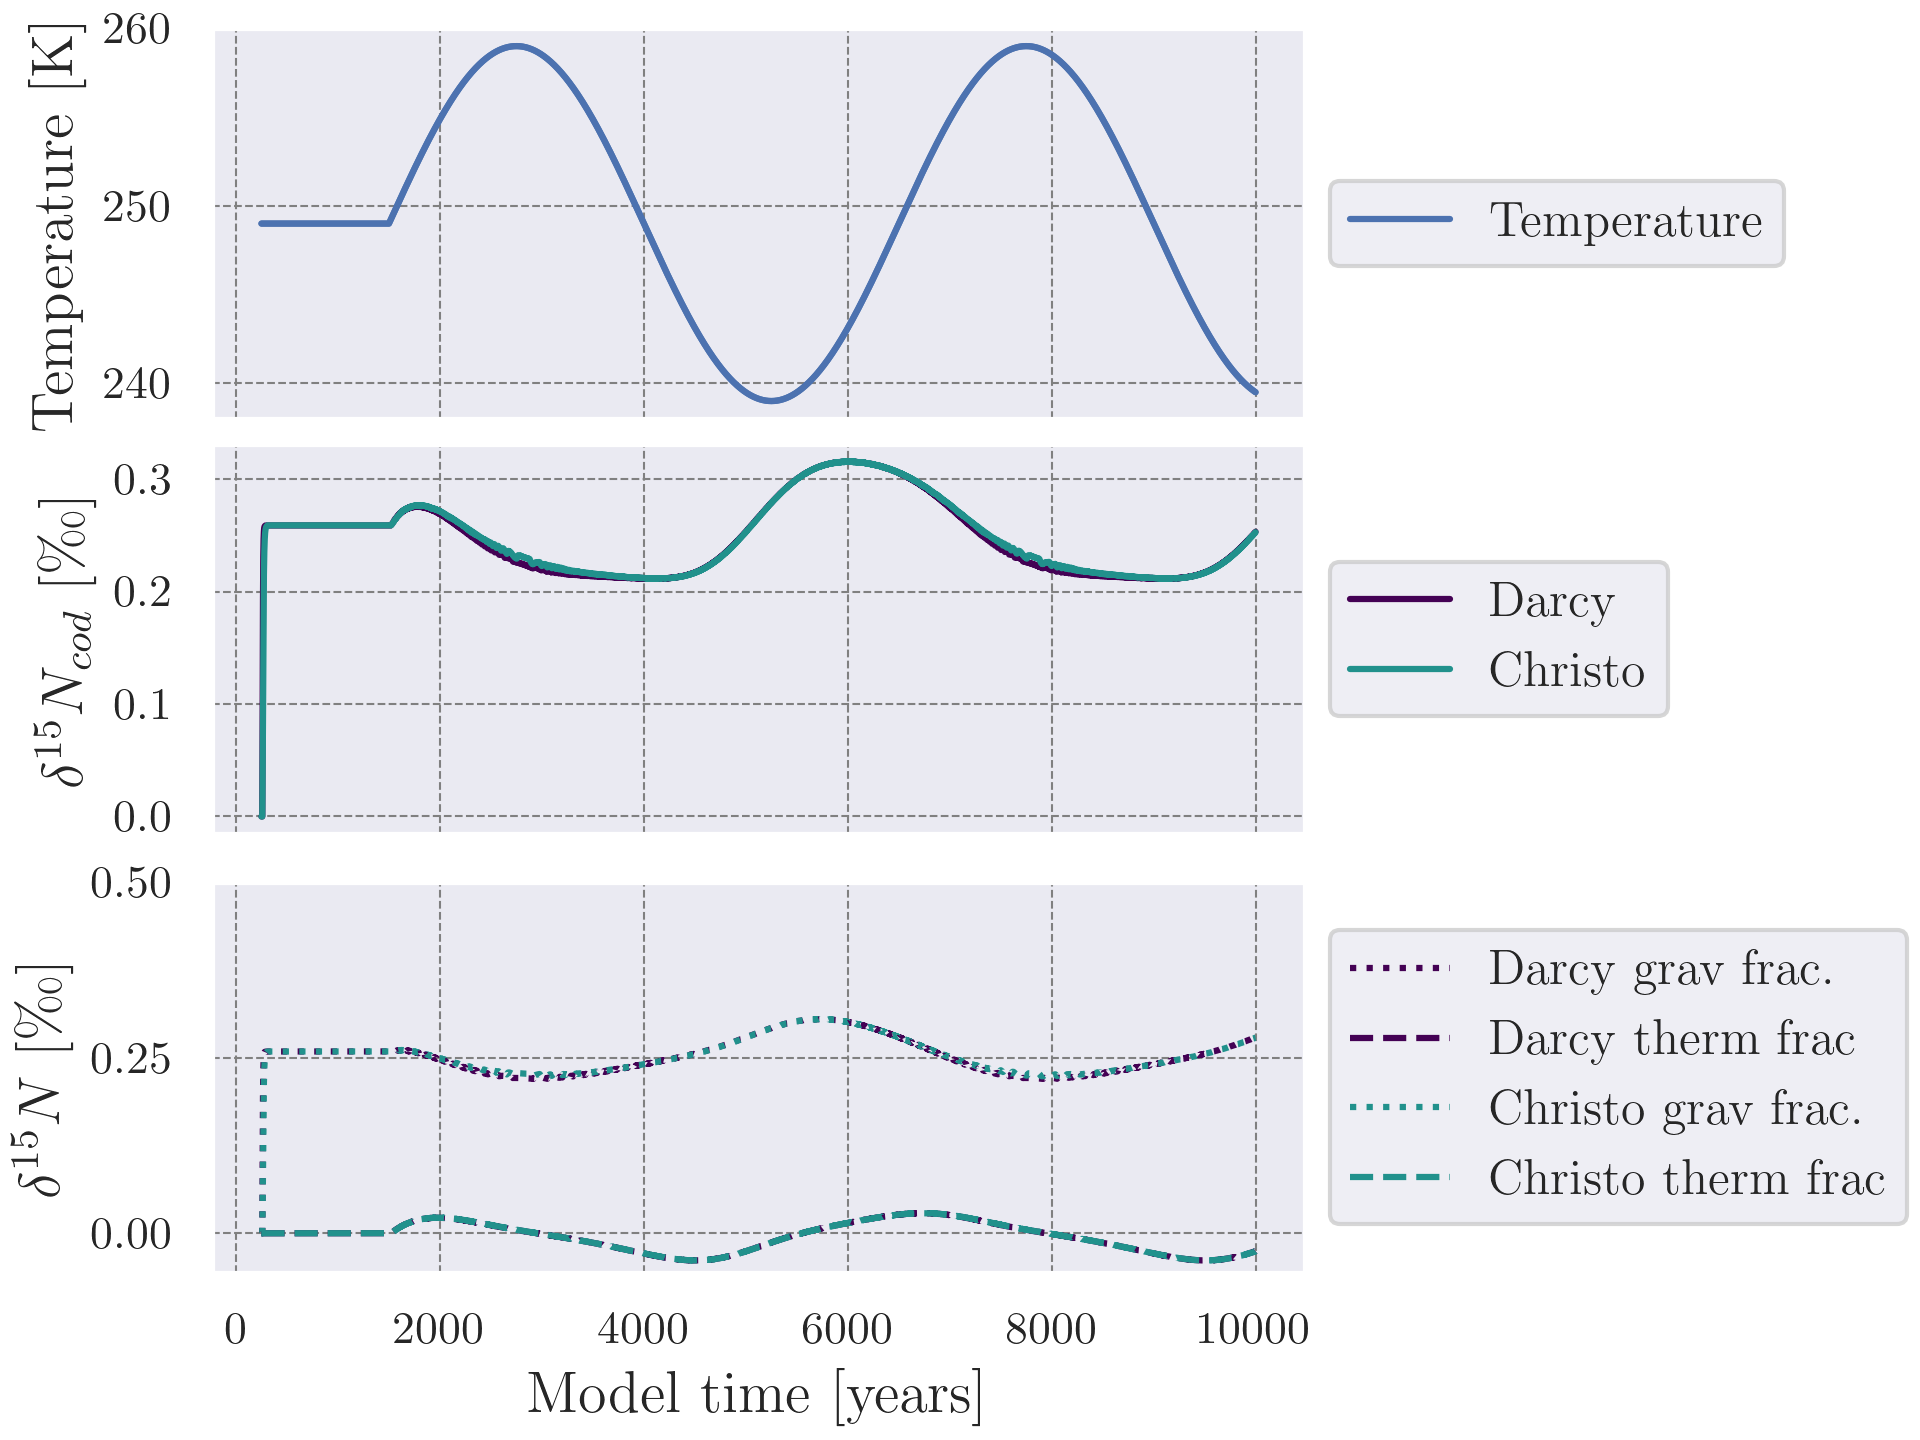 Temperature [K]
260
250
240
Temperature
δ¹⁵N_cod [‰]
0.3
0.2
0.1
0.0
Darcy
Christo
δ¹⁵N [‰]
0.50
0.25
0.00
Darcy grav frac.
Darcy therm frac
Christo grav frac.
Christo therm frac
0 2000 4000 6000 8000 10000
Model time [years]